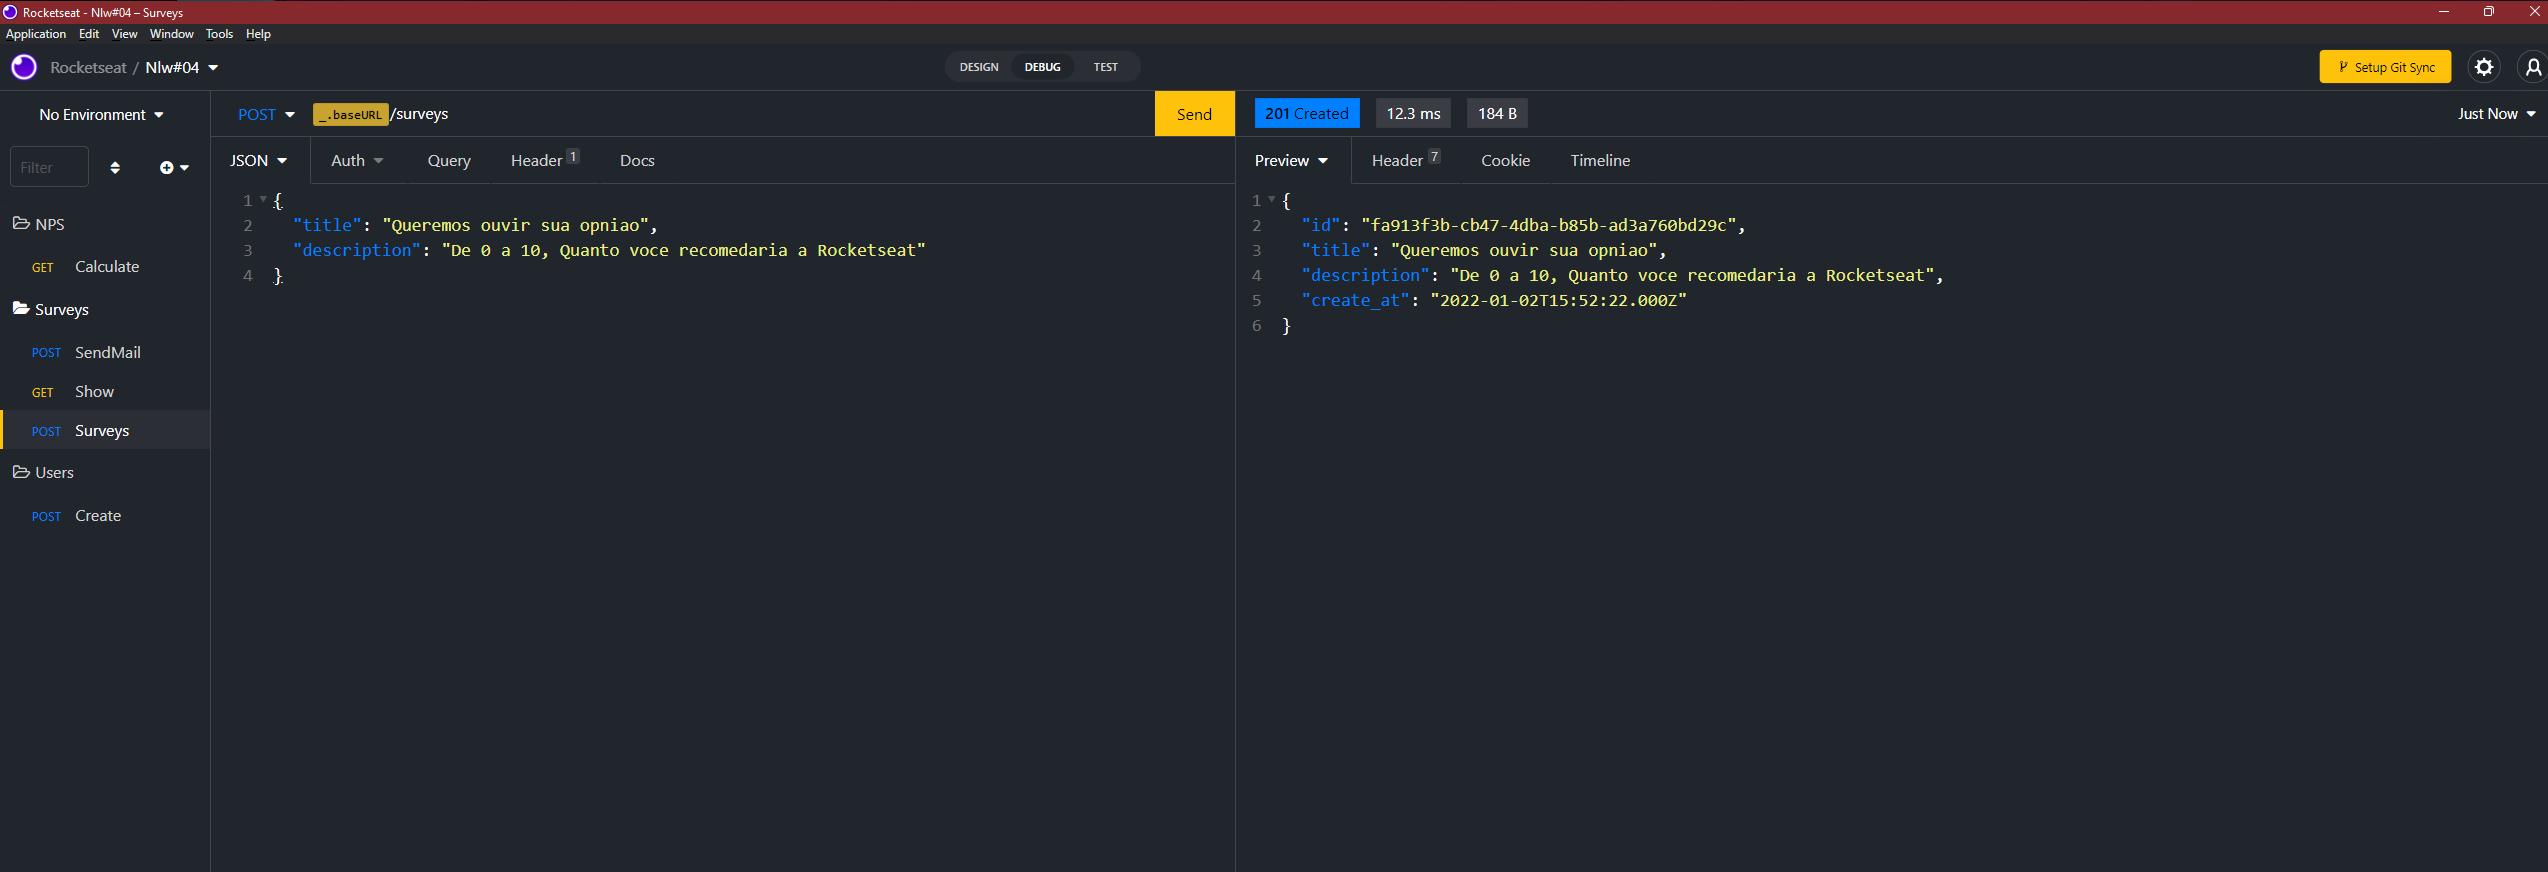 Rocketseat - Nlw#04 – Surveys
Application Edit View Window Tools Help
Rocketseat / Nlw#04
DESIGN DEBUG TEST
Setup Git Sync
No Environment
POST _.baseURL /surveys
Send
201 Created 12.3 ms 184 B
Just Now
Filter
JSON Auth Query Header 1 Docs
Preview Header 7 Cookie Timeline
NPS
GET Calculate
Surveys
POST SendMail
GET Show
POST Surveys
Users
POST Create
1 {
2 "title": "Queremos ouvir sua opniao",
3 "description": "De 0 a 10, Quanto voce recomedaria a Rocketseat"
4 }
1 {
2 "id": "fa913f3b-cb47-4dba-b85b-ad3a760bd29c",
3 "title": "Queremos ouvir sua opniao",
4 "description": "De 0 a 10, Quanto voce recomedaria a Rocketseat",
5 "create_at": "2022-01-02T15:52:22.000Z"
6 }